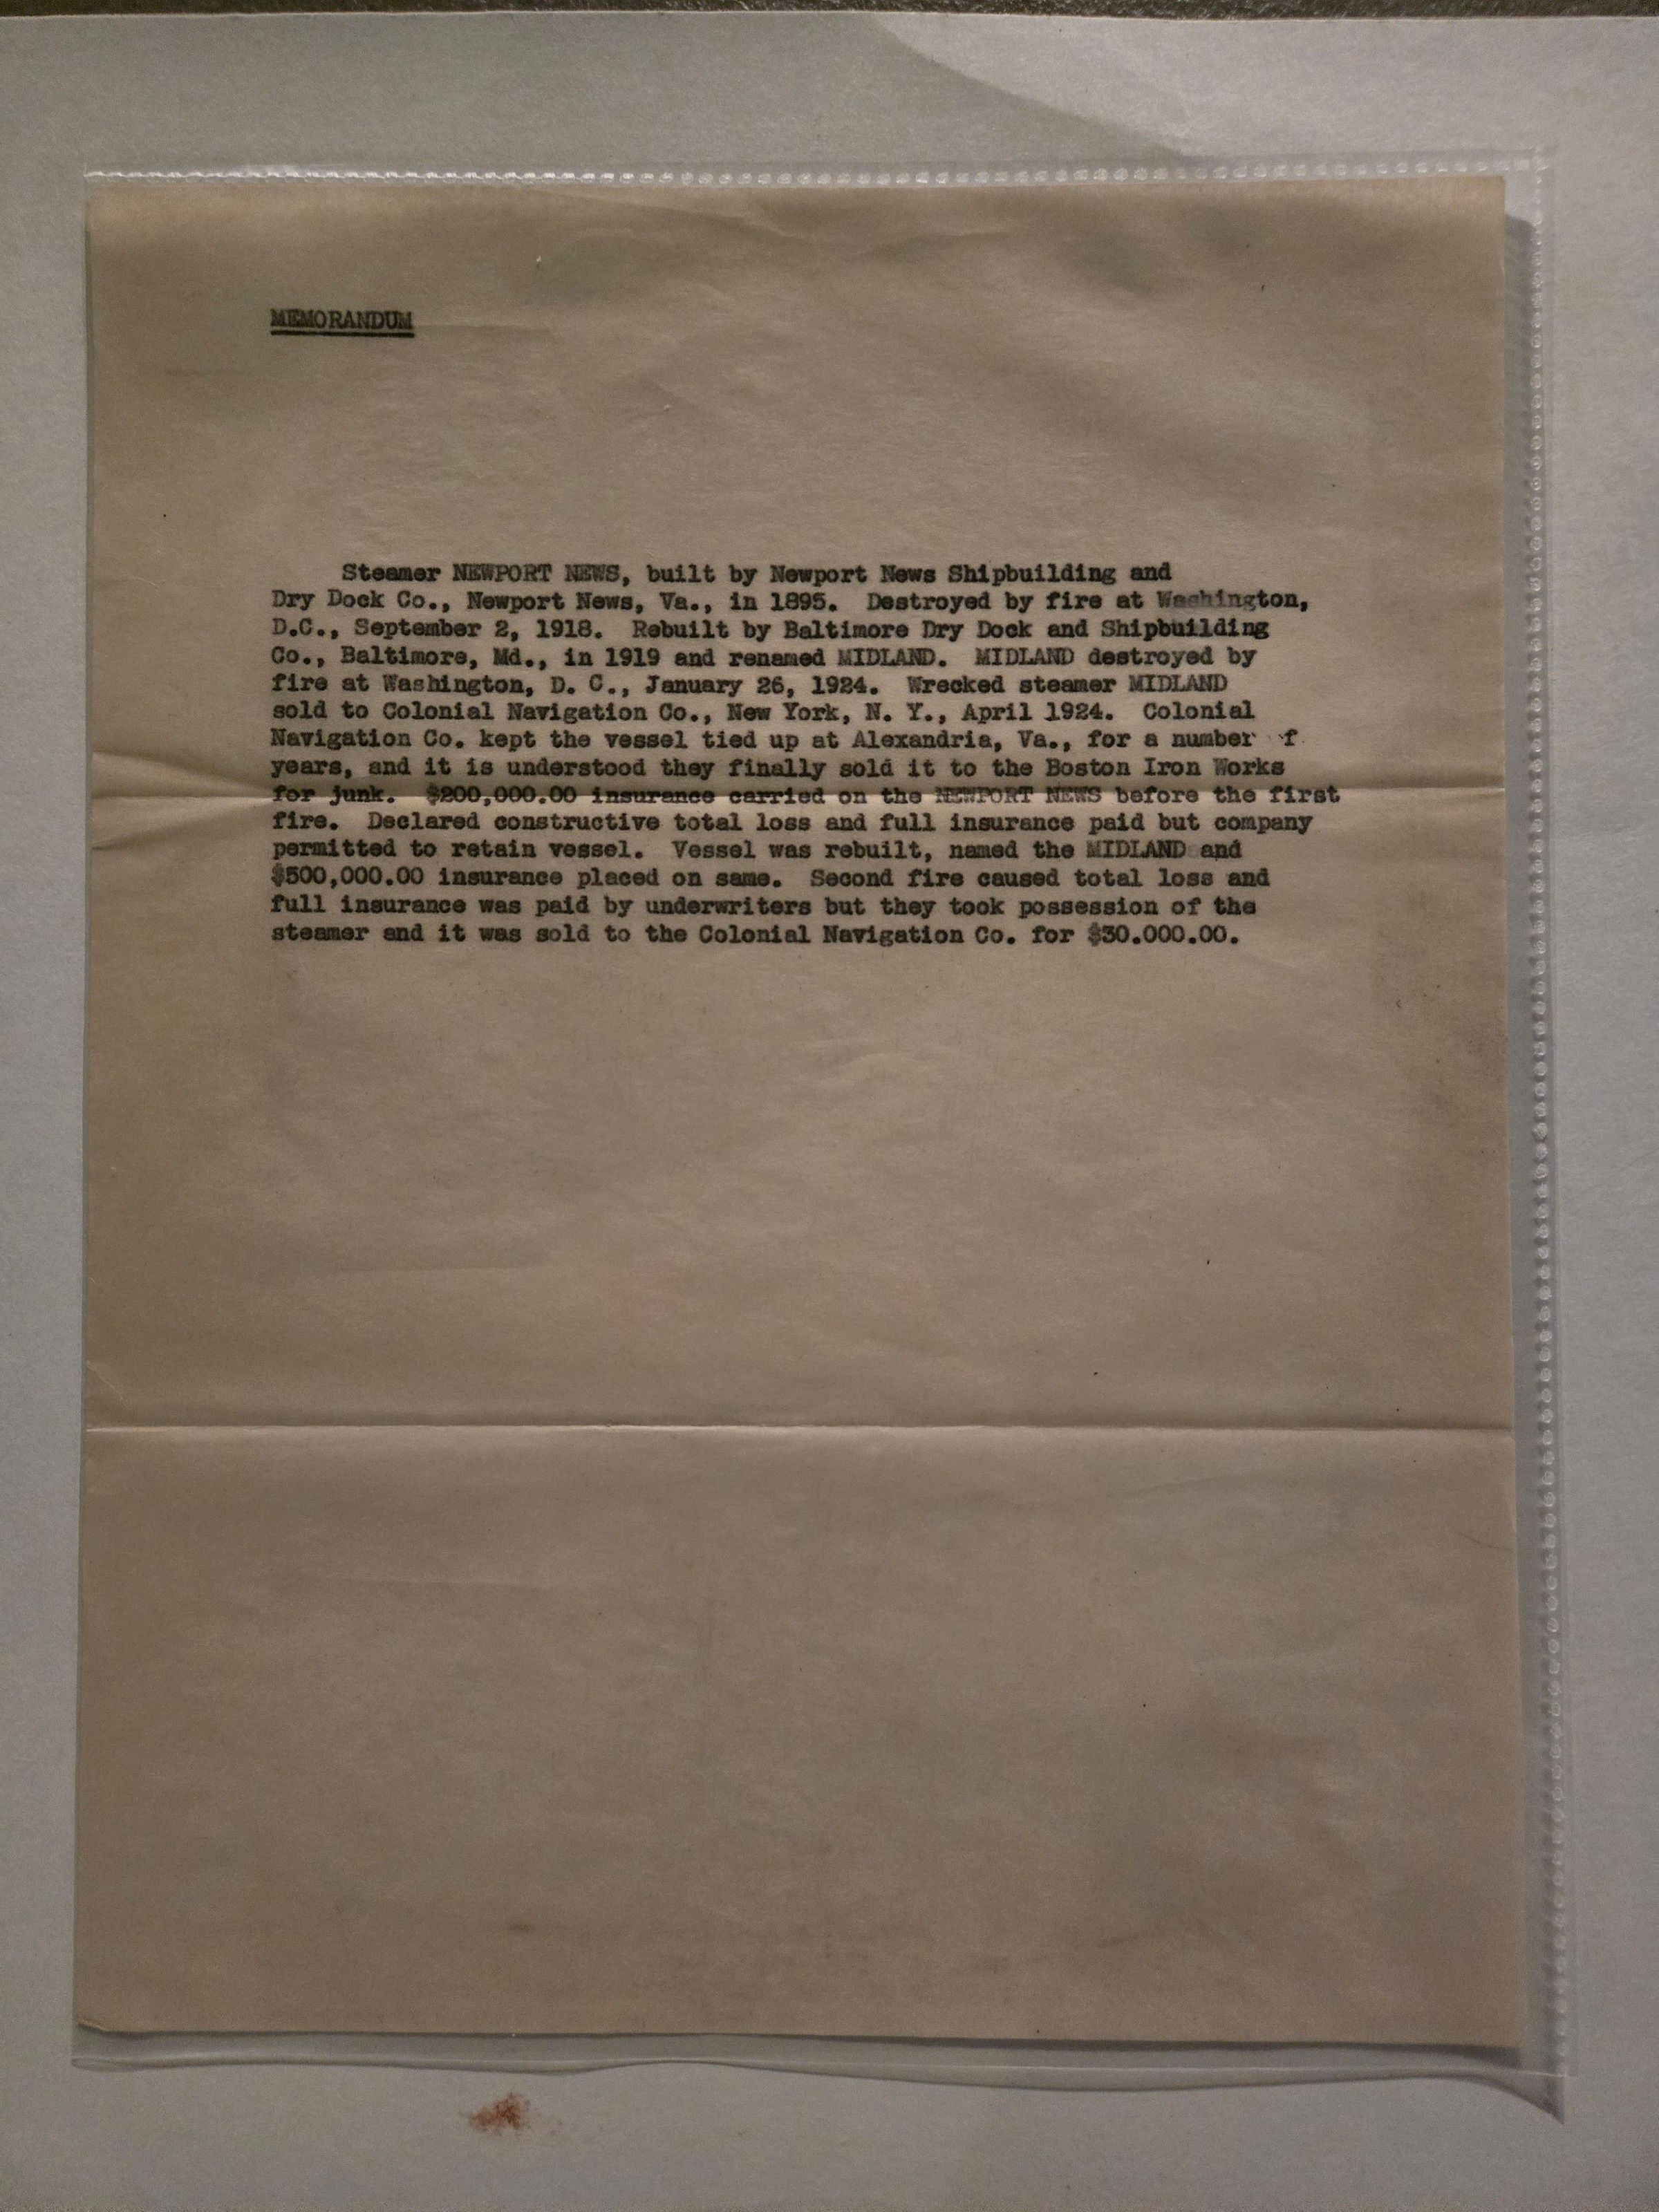 MEMORANDUM
Steamer NEWPORT NEWS, built by Newport News Shipbuilding and
Dry Dock Co., Newport News, Va., in 1895. Destroyed by fire at Washington,
D.C., September 2, 1918. Rebuilt by Baltimore Dry Dock and Shipbuilding
Co., Baltimore, Md., in 1919 and renamed MIDLAND. MIDLAND destroyed by
fire at Washington, D. C., January 26, 1924. Wrecked steamer MIDLAND
sold to Colonial Navigation Co., New York, N. Y., April 1924. Colonial
Navigation Co. kept the vessel tied up at Alexandria, Va., for a number f
years, and it is understood they finally sold it to the Boston Iron Works
for junk. $200,000.00 insurance carried on the NEWPORT NEWS before the first
fire. Declared constructive total loss and full insurance paid but company
permitted to retain vessel. Vessel was rebuilt, named the MIDLAND and
$500,000.00 insurance placed on same. Second fire caused total loss and
full insurance was paid by underwriters but they took possession of the
steamer and it was sold to the Colonial Navigation Co. for $30.000.00.